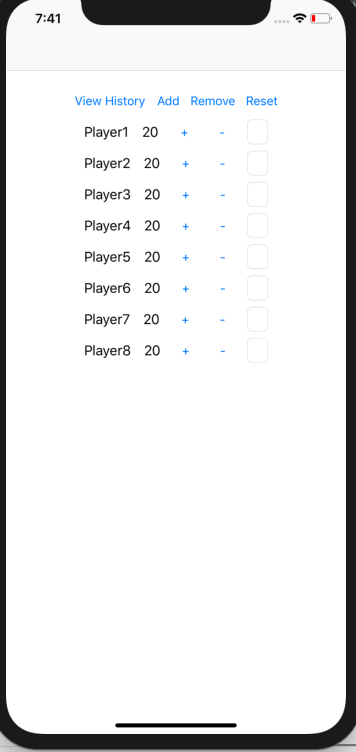 7:41
View History Add Remove Reset
Player1 20 + -
Player2 20 + -
Player3 20 + -
Player4 20 + -
Player5 20 + -
Player6 20 + -
Player7 20 + -
Player8 20 + -